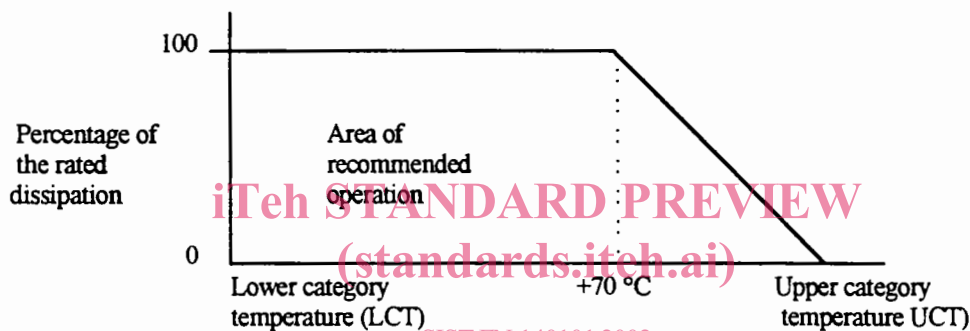 100
Percentage of
the rated
dissipation
Area of
recommended
operation
iTeh STANDARD PREVIEW
(standards.iteh.ai)
0
Lower category
temperature (LCT)
+70 °C
Upper category
temperature UCT)